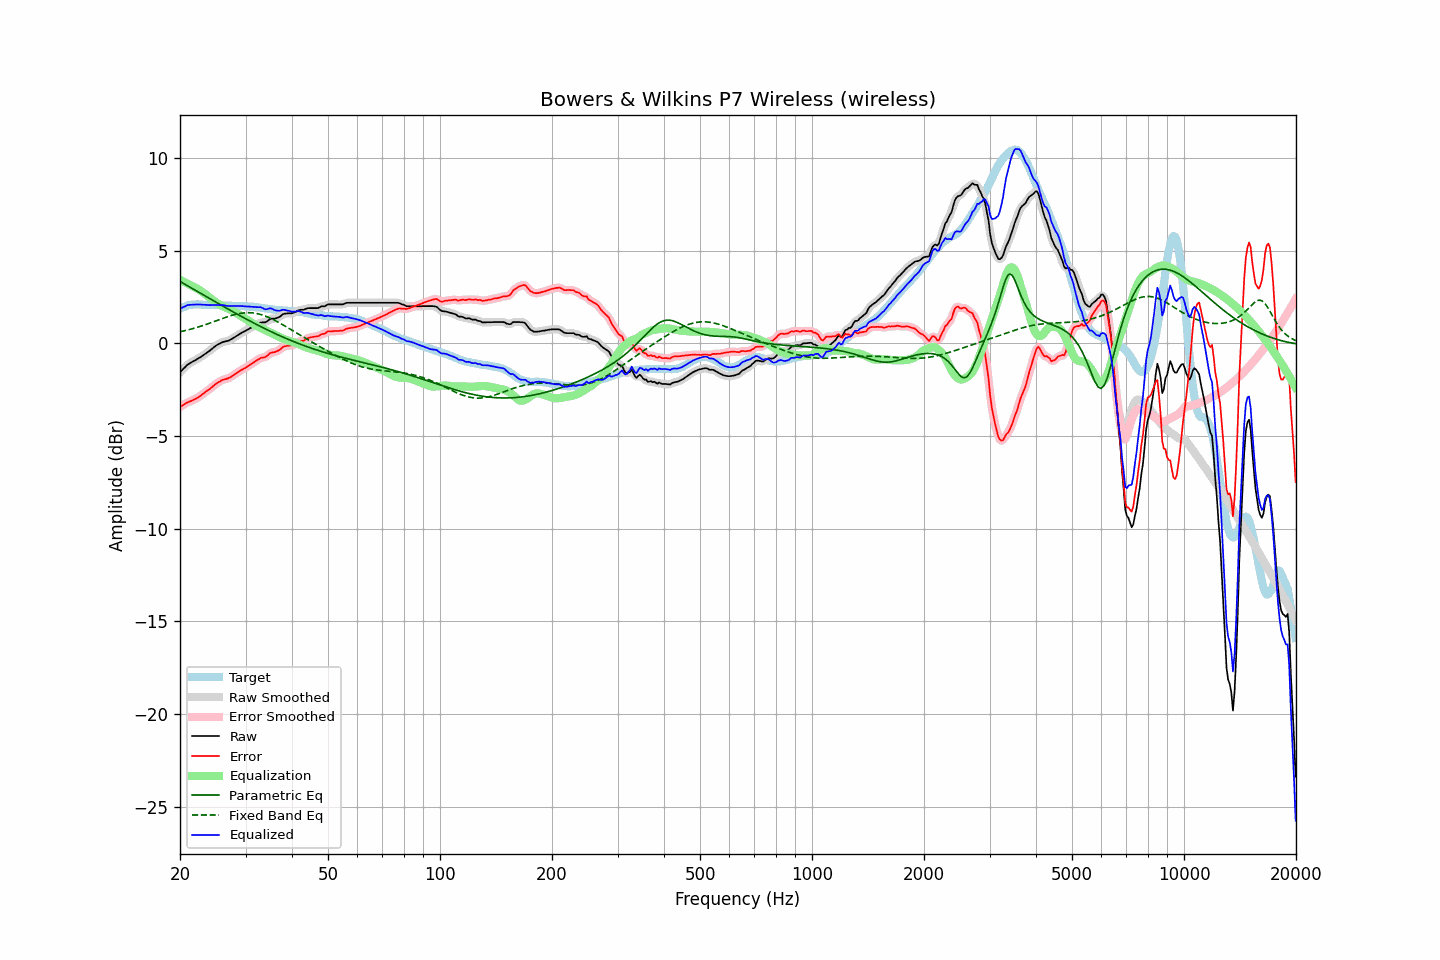 Bowers & Wilkins P7 Wireless (wireless)
10
5
0
−5
−10
−15
−20
−25
Amplitude (dBr)
Target
Raw Smoothed
Error Smoothed
Raw
Error
Equalization
Parametric Eq
Fixed Band Eq
Equalized
20 50 100 200 500 1000 2000 5000 10000 20000
Frequency (Hz)